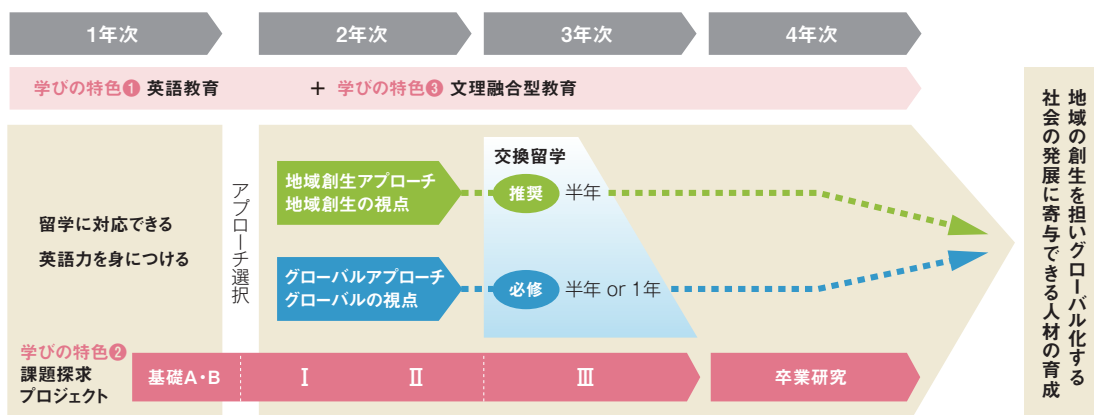 1年次
2年次
3年次
4年次
学びの特色❶ 英語教育
+ 学びの特色❸ 文理融合型教育
留学に対応できる
英語力を身につける
アプローチ選択
地域創生アプローチ
地域創生の視点
グローバルアプローチ
グローバルの視点
交換留学
推奨 半年
必修 半年 or 1年
学びの特色❷
課題探求
プロジェクト
基礎A・B
Ⅰ
Ⅱ
Ⅲ
卒業研究
地域の創生を担いグローバル化する
社会の発展に寄与できる人材の育成